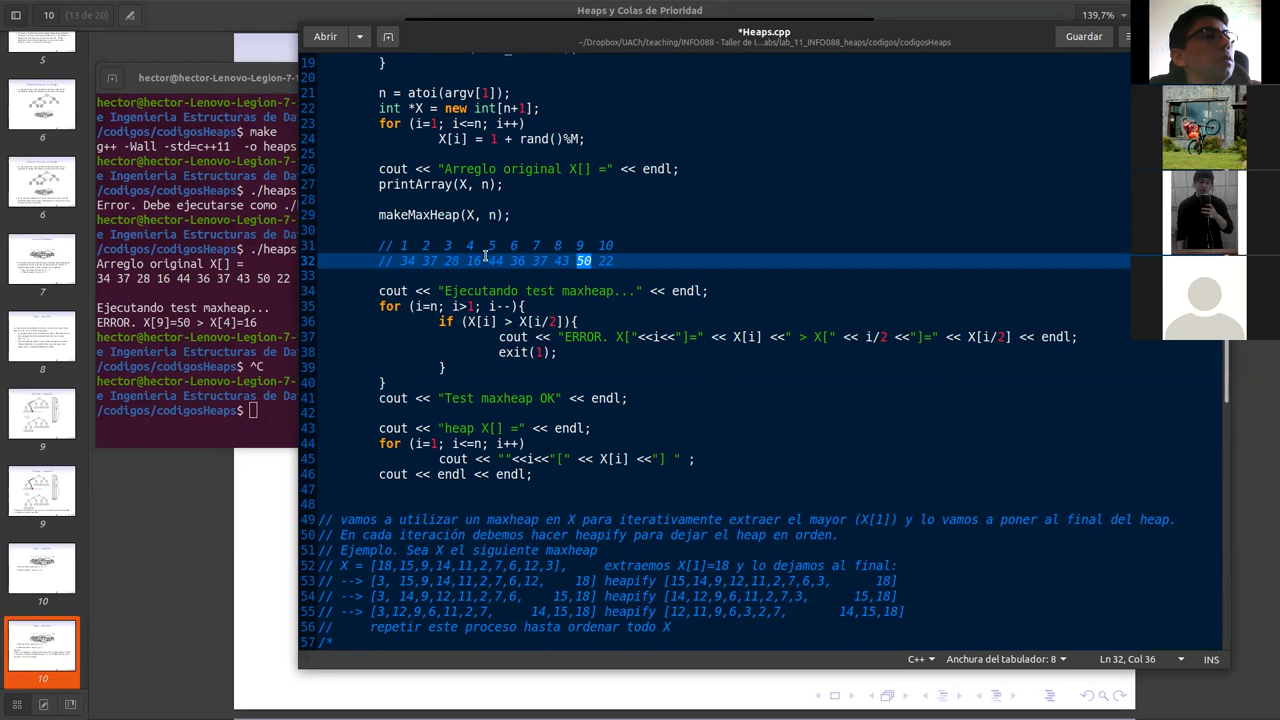 10 (13 de 20)
Heaps y Colas de Prioridad
139,7%
Abrir
*Heaps.cpp
~/Dropbox/UACh/teaching/INFO088 - Taller de I…abs/lab_11_INFO088_heaps/codigos/codigosHeaps
Guardar
5
6
6
7
8
9
9
10
10
hector@hector-Lenovo-Legion-7-1
hector@hector-Lenovo-Legion-7-
e Ingenieria Estructuras de Da
/codigos/codigosHeaps$ make
g++ -Wall -std=c++11 -o heaps
hector@hector-Lenovo-Legion-7-
e Ingenieria Estructuras de Da
/codigos/codigosHeaps$ ./heaps
Error. Debe ejecutarse como ./
hector@hector-Lenovo-Legion-7-
e Ingenieria Estructuras de Da
/codigos/codigosHeaps$ ./heaps
Arreglo original X[] =
34 37 28 16 44 36 37 43 50 22
Ejecutando test maxheap...
ERROR. X[9]=50 > X[4]=16
hector@hector-Lenovo-Legion-7-
e Ingenieria Estructuras de Da
/codigos/codigosHeaps$ ^C
hector@hector-Lenovo-Legion-7-
e Ingenieria Estructuras de Da
/codigos/codigosHeaps$
19 }
20
21 n = atoi(argv[1]);
22 int *X = new int[n+1];
23 for (i=1; i<=n; i++)
24 X[i] = 1 + rand()%M;
25
26 cout << "Arreglo original X[] =" << endl;
27 printArray(X, n);
28
29 makeMaxHeap(X, n);
30
31 // 1 2 3 4 5 6 7 8 9 10
32 // 34 37 28 16 44 36 37 43 50 22
33
34 cout << "Ejecutando test maxheap..." << endl;
35 for (i=n; i>1; i--){
36 if (X[i] > X[i/2]){
37 cout << "ERROR. X["<<i<<"]=" << X[i] <<" > X[" << i/2 << "]=" << X[i/2] << endl;
38 exit(1);
39 }
40 }
41 cout << "Test maxheap OK" << endl;
42
43 cout << "heap X[] =" << endl;
44 for (i=1; i<=n; i++)
45 cout << ""<<i<<"[" << X[i] <<"] " ;
46 cout << endl << endl;
47
48
49 // vamos a utilizar un maxheap en X para iterativamente extraer el mayor (X[1]) y lo vamos a poner al final del heap.
50 // En cada iteración debemos hacer heapify para dejar el heap en orden.
51 // Ejemplo. Sea X el siguiente maxheap
52 // X = [18,15,9,14,11,2,7,6,12,3], extraemos X[1]=18 y lo dejamos al final:
53 // --> [3, 15,9,14,11,2,7,6,12, 18] heapify [15,14,9,12,11,2,7,6,3, 18]
54 // --> [3, 14,9,12,11,2,7,6, 15,18] heapify [14,12,9,6,11,2,7,3, 15,18]
55 // --> [3,12,9,6,11,2,7, 14,15,18] heapify [12,11,9,6,3,2,7, 14,15,18]
56 // repetir este proceso hasta ordenar todo X
57 /*
C++
Anchura del tabulador: 8
Ln 32, Col 36
INS